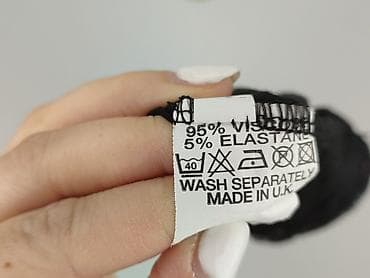 95% VISCOSE
5% ELASTANE
40
WASH SEPARATELY
MADE IN U.K.